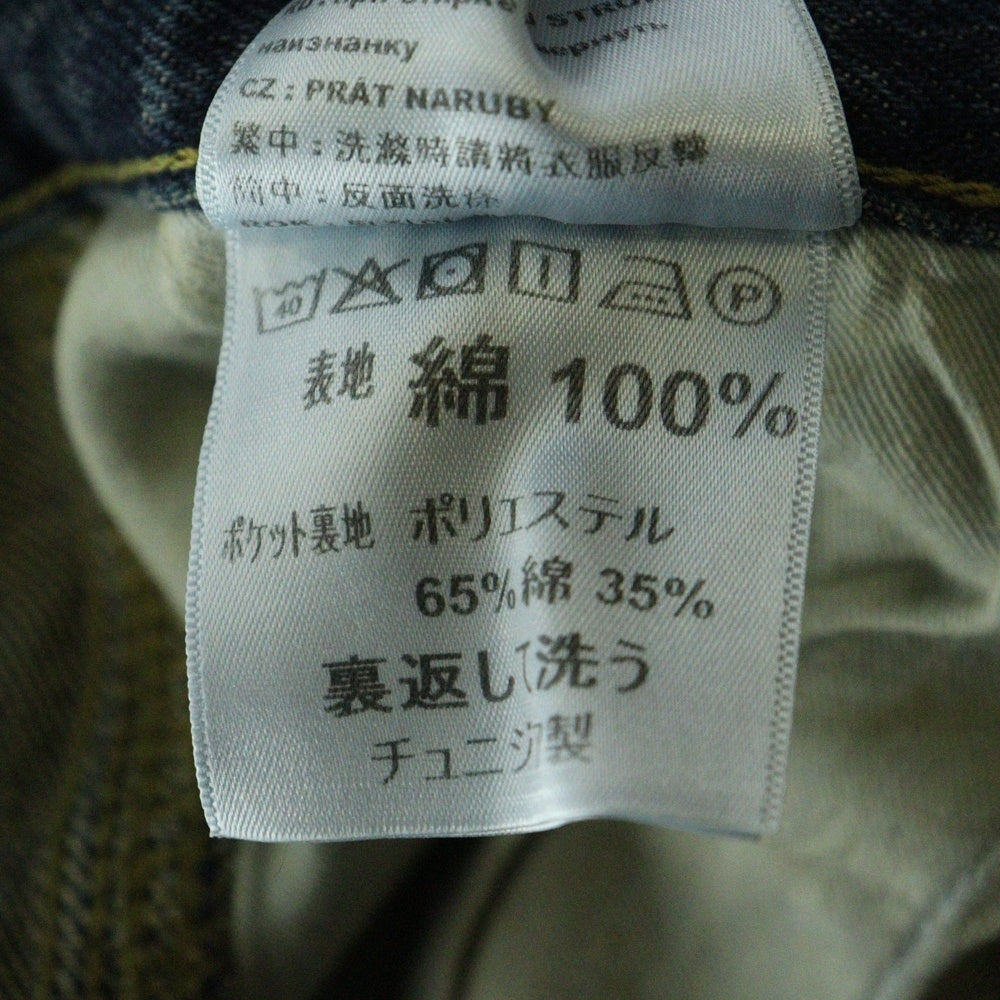 наизнанку
CZ : PRÁT NARUBY
繁中 : 洗滌時請將衣服反轉
簡中 : 反面洗涤
40
P
表地 綿 100%
ポケット裏地 ポリエステル
65% 綿 35%
裏返して洗う
チュニジ製